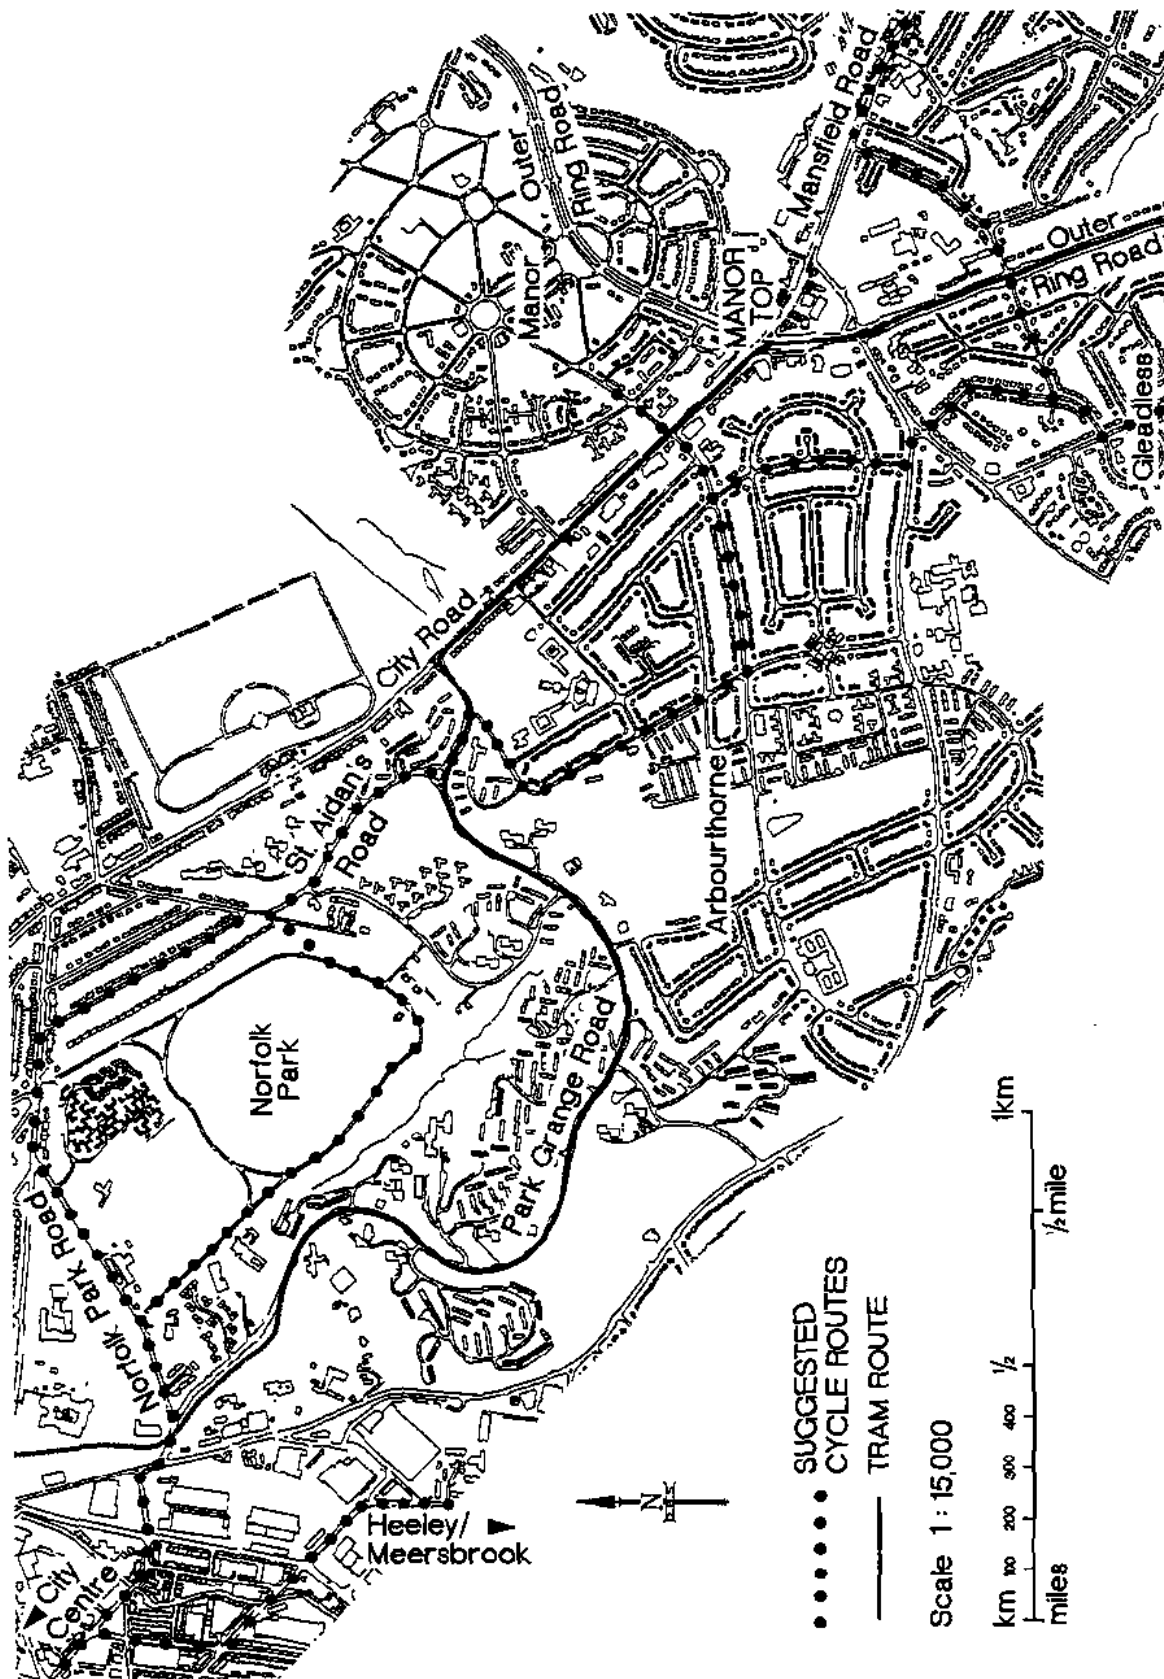 City
Centre
Heeley/
Meersbrook
Norfolk Park Road
Norfolk
Park
Park Grange Road
St. Aidan's
Road
City Road
Arbourthorne
Manor
Outer
Ring Road
MANOR
TOP
Mansfield Road
Outer
Ring Road
Gleadless
N
SUGGESTED
CYCLE ROUTES
TRAM ROUTE
Scale 1 : 15,000
km 100 200 300 400 1/2 1km
miles 1/2 mile